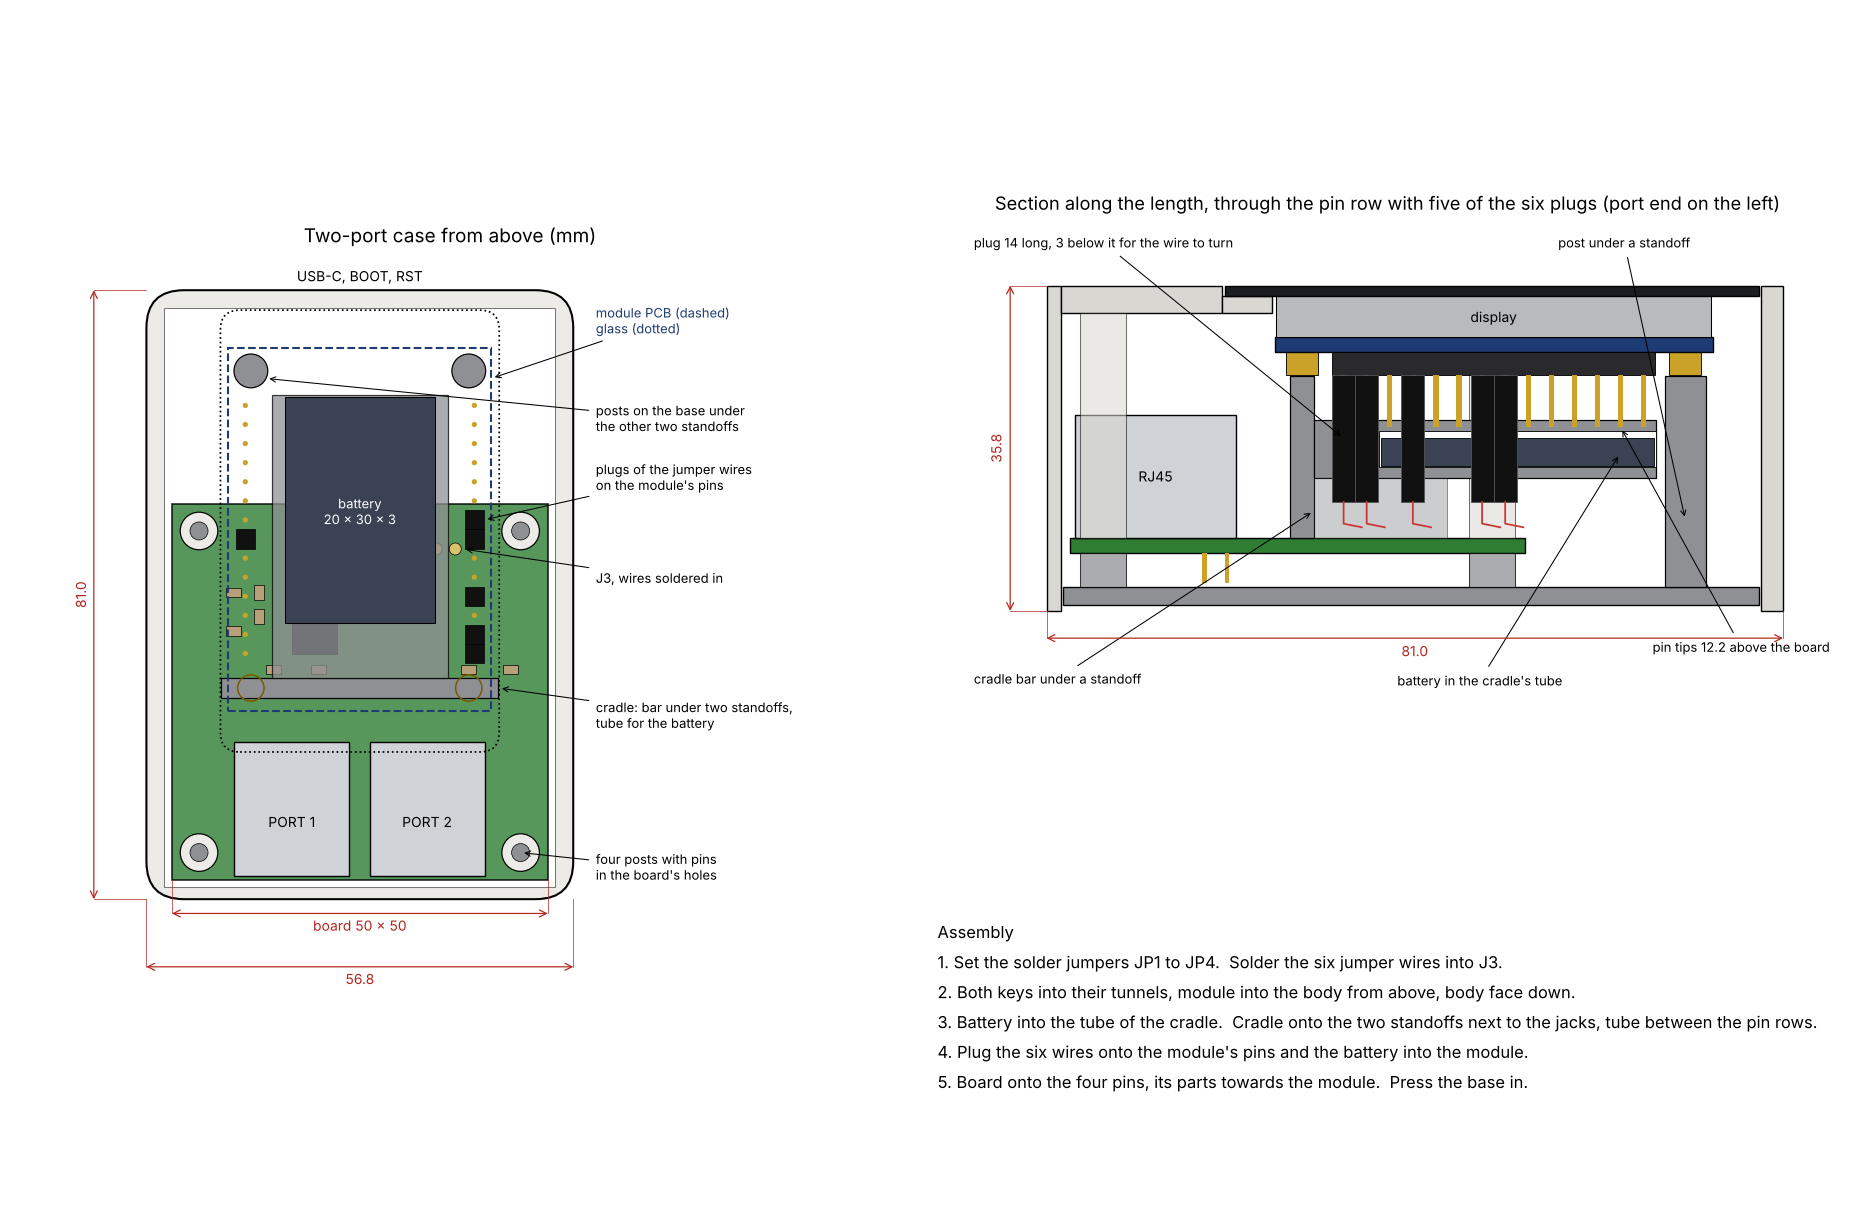 Two-port case from above (mm)
USB-C, BOOT, RST
module PCB (dashed)
glass (dotted)
posts on the base under
the other two standoffs
plugs of the jumper wires
on the module's pins
battery
20 × 30 × 3
J3, wires soldered in
81.0
cradle: bar under two standoffs,
tube for the battery
PORT 1
PORT 2
four posts with pins
in the board's holes
board 50 × 50
56.8
Section along the length, through the pin row with five of the six plugs (port end on the left)
plug 14 long, 3 below it for the wire to turn
post under a standoff
display
35.8
RJ45
81.0
pin tips 12.2 above the board
cradle bar under a standoff
battery in the cradle's tube
Assembly
1. Set the solder jumpers JP1 to JP4.  Solder the six jumper wires into J3.
2. Both keys into their tunnels, module into the body from above, body face down.
3. Battery into the tube of the cradle.  Cradle onto the two standoffs next to the jacks, tube between the pin rows.
4. Plug the six wires onto the module's pins and the battery into the module.
5. Board onto the four pins, its parts towards the module.  Press the base in.